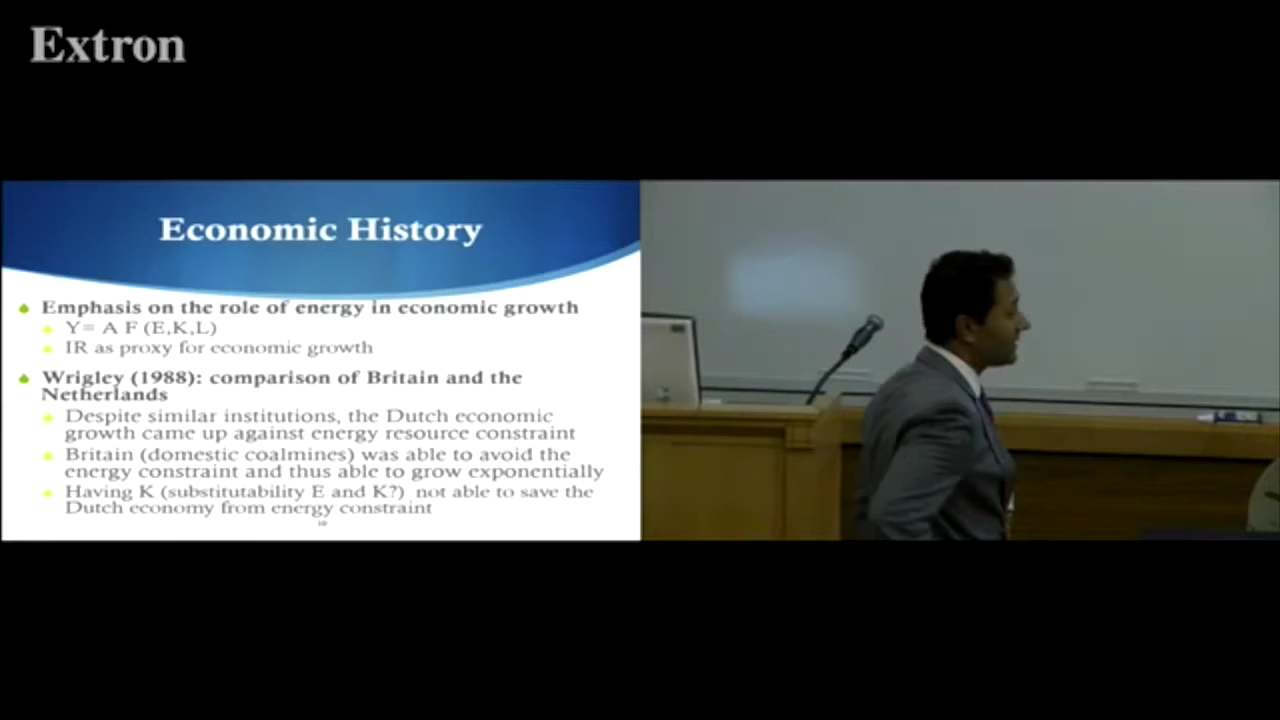 Extron
Economic History
Emphasis on the role of energy in economic growth
Y= A F (E,K,L)
IR as proxy for economic growth
Wrigley (1988): comparison of Britain and the
Netherlands
Despite similar institutions, the Dutch economic
growth came up against energy resource constraint
Britain (domestic coalmines) was able to avoid the
energy constraint and thus able to grow exponentially
Having K (substitutability E and K?) not able to save the
Dutch economy from energy constraint